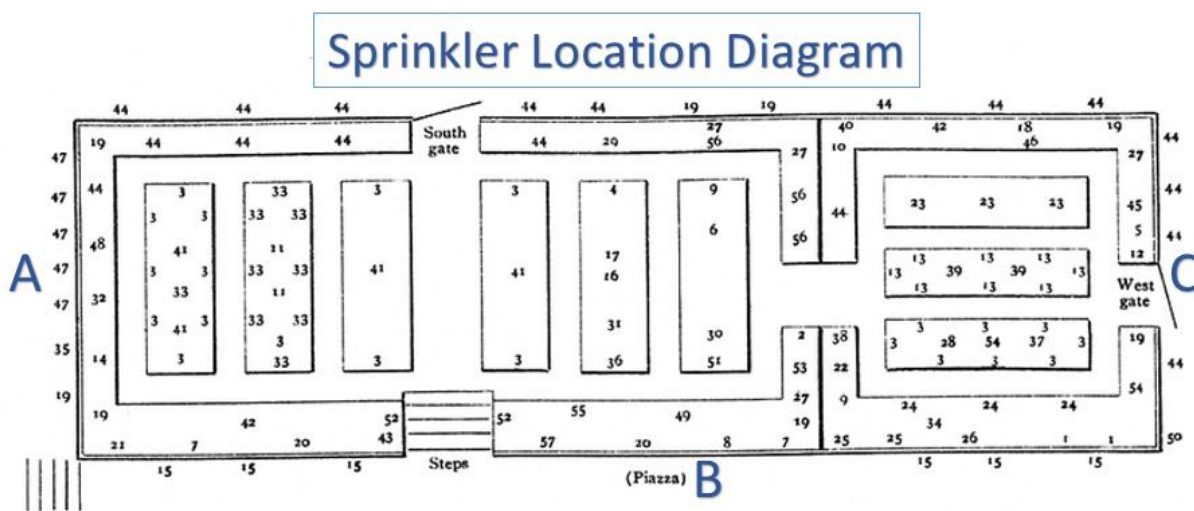 Sprinkler Location Diagram
44 44 44 44 44 19 19 44 44 44
South gate
19 44 44 44 44 29 27 56 40 42 18 46 19 44
47 27 10 27
47 44 3 33 3 3 4 9 56 44 23 23 23 45 44
3 3 33 33 6 5
47 48 41 11 17 56 13 13 13 12 44
A 47 3 3 33 33 41 41 16 13 39 39 13 C
33 11 13 13 13 West gate
47 32
3 3 33 33 31 3 3 3
35 41 3 30 2 38 3 28 54 37 3 19
14 3 33 3 3 36 51 53 22 3 3 3 44
19 54
19 42 52 52 55 49 27 9 24 24 24
43 19 34
21 7 20 57 20 8 7 25 25 26 1 1 50
15 15 15 Steps (Piazza) B 15 15 15